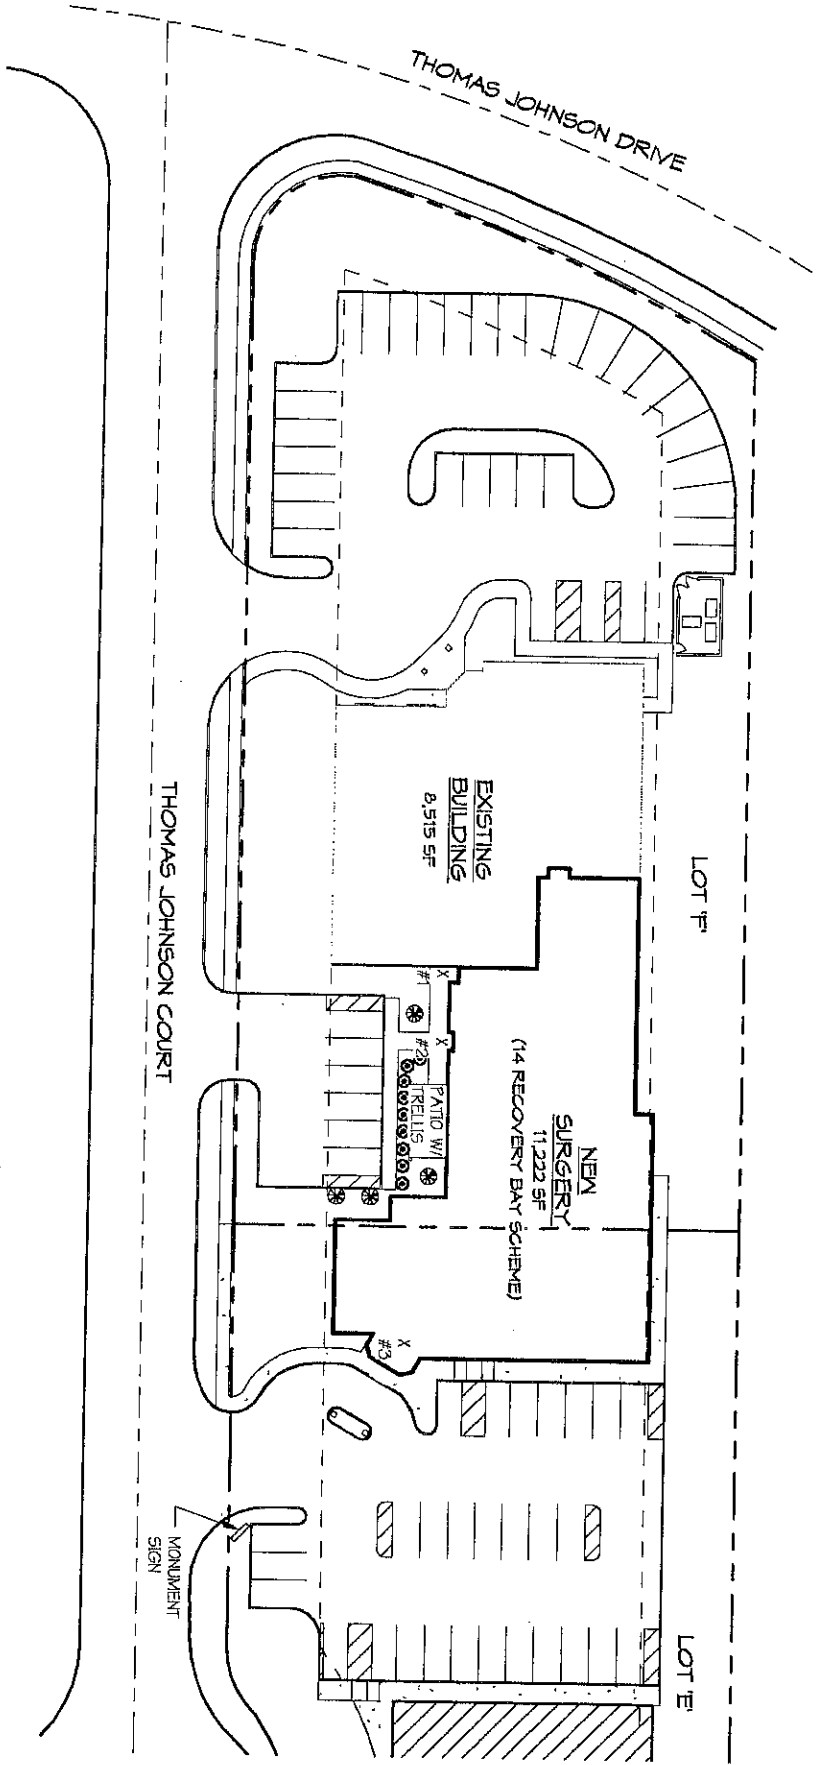 THOMAS JOHNSON DRIVE
EXISTING
BUILDING
8,515 SF
LOT 'F'
THOMAS JOHNSON COURT
X
#1
X
#2
PATIO W/
TRELLIS
NEW
SURGERY
11,222 SF
(14 RECOVERY BAY SCHEME)
X
#3
MONUMENT
SIGN
LOT 'E'